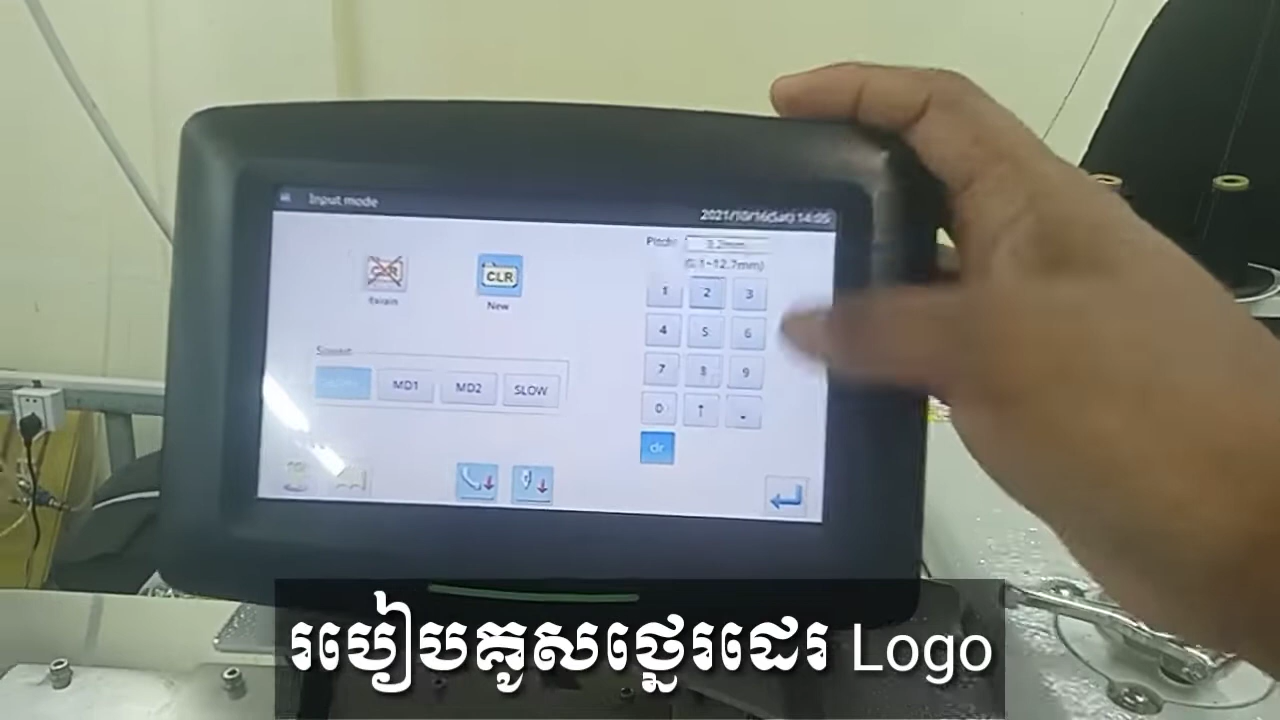 Input mode
2021/10/16(Sat) 14:05
Pitch
(0.1~12.7mm)
CLR
CLR
New
1 2 3
MD1
MD2
SLOW
4 5 6
7 8 9
0 ↑ .
clr
របៀបគូសថ្នេរដេរ Logo